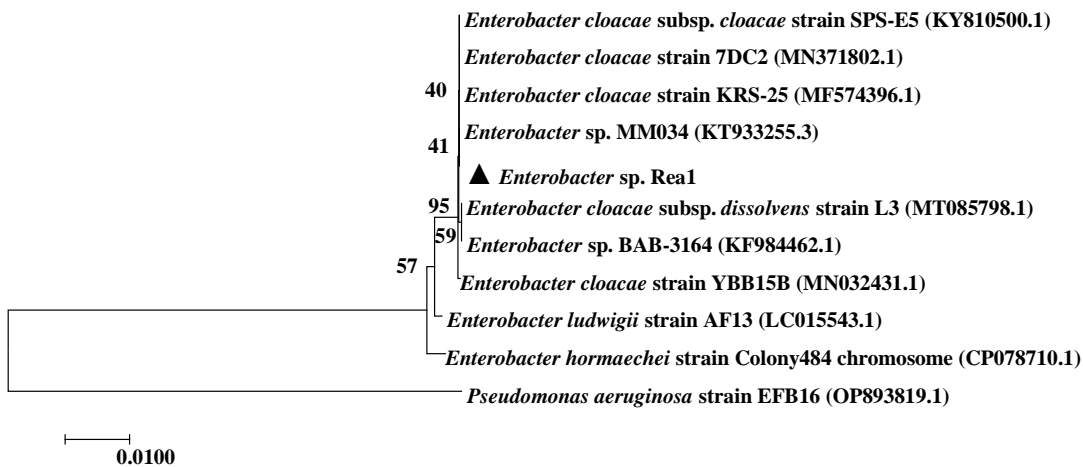 Enterobacter cloacae subsp. cloacae strain SPS-E5 (KY810500.1)
Enterobacter cloacae strain 7DC2 (MN371802.1)
40
Enterobacter cloacae strain KRS-25 (MF574396.1)
Enterobacter sp. MM034 (KT933255.3)
41
Enterobacter sp. Rea1
95
Enterobacter cloacae subsp. dissolvens strain L3 (MT085798.1)
59
Enterobacter sp. BAB-3164 (KF984462.1)
57
Enterobacter cloacae strain YBB15B (MN032431.1)
Enterobacter ludwigii strain AF13 (LC015543.1)
Enterobacter hormaechei strain Colony484 chromosome (CP078710.1)
Pseudomonas aeruginosa strain EFB16 (OP893819.1)
0.0100